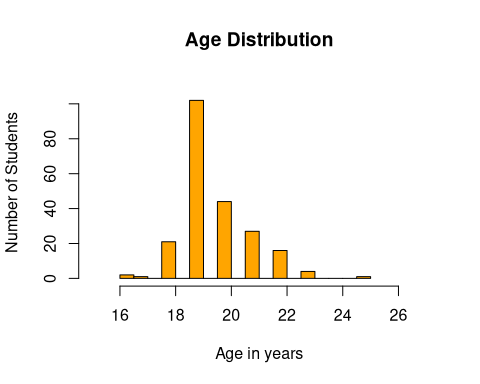 Age Distribution
Number of Students
80
60
40
20
0
16 18 20 22 24 26
Age in years